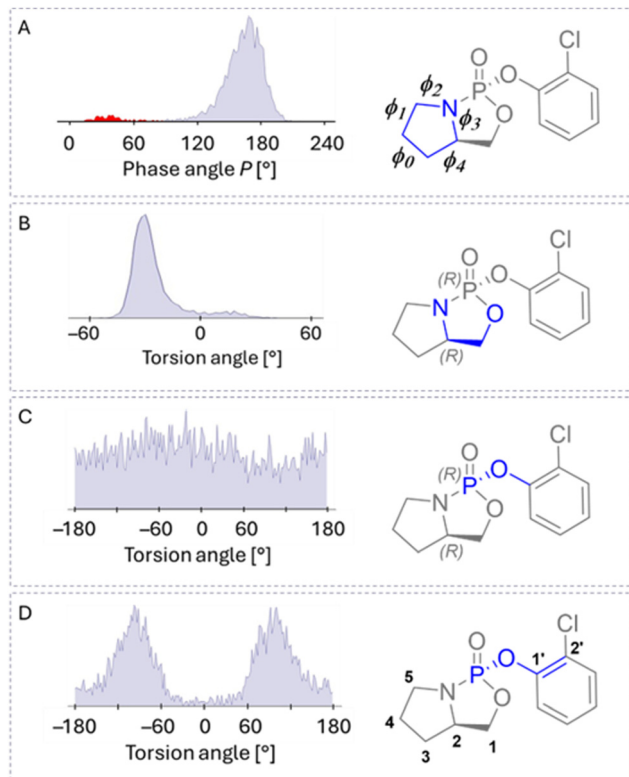 A
0 60 120 180 240
Phase angle P [°]
Cl
O
O
P
N
O
ϕ2
ϕ1
ϕ3
ϕ0
ϕ4
B
–60 0 60
Torsion angle [°]
Cl
O
(R)
O
P
N
O
(R)
C
–180 –60 0 60 180
Torsion angle [°]
Cl
O
(R)
O
P
N
O
(R)
D
–180 –60 0 60 180
Torsion angle [°]
Cl
O
O
1'
2'
P
5
N
O
4
2
3
1